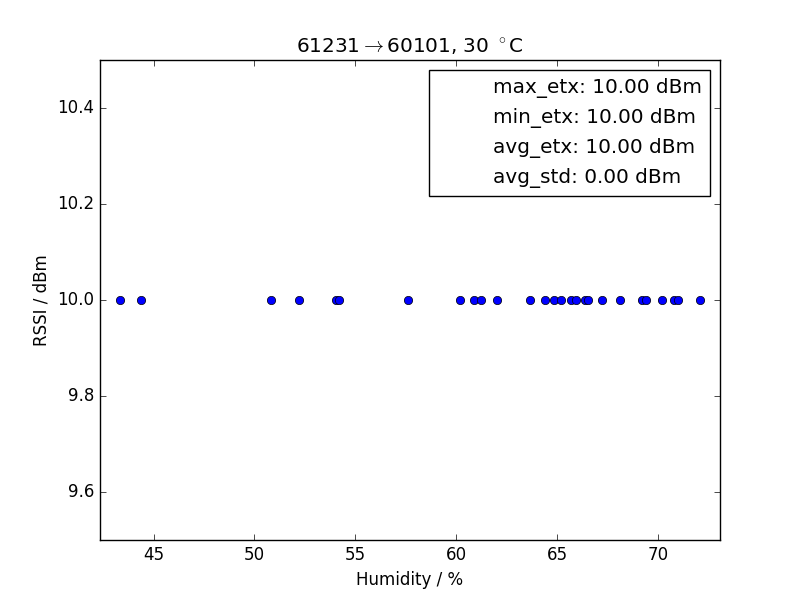 61231→60101, 30 °C
max_etx: 10.00 dBm
min_etx: 10.00 dBm
avg_etx: 10.00 dBm
avg_std: 0.00 dBm
10.4
10.2
10.0
9.8
9.6
RSSI / dBm
45 50 55 60 65 70
Humidity / %